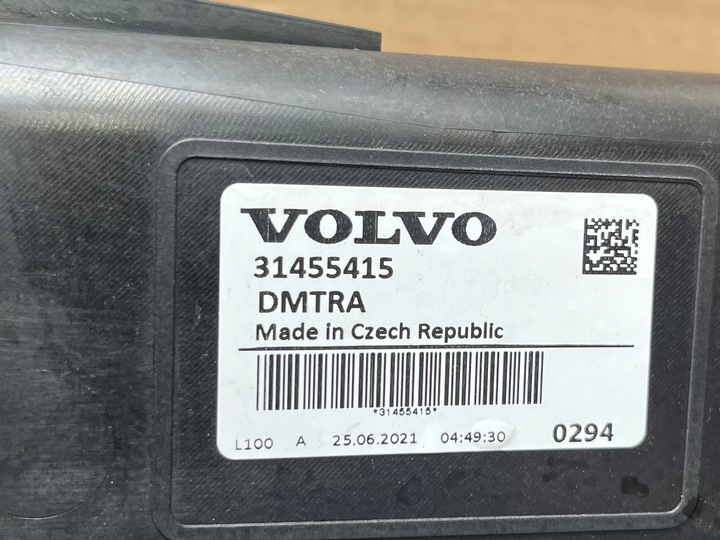 VOLVO
31455415
DMTRA
Made in Czech Republic
*31455415*
L100 A 25.06.2021 04:49:30 0294